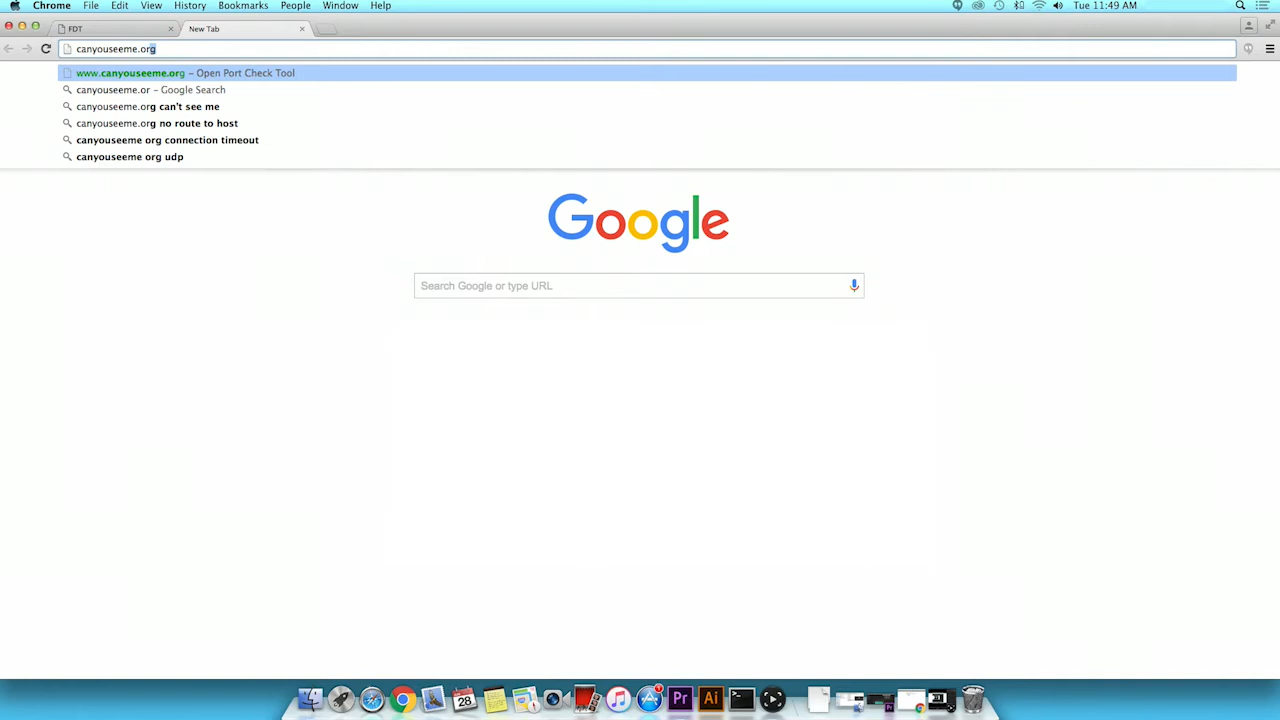 Chrome File Edit View History Bookmarks People Window Help Tue 11:49 AM
FDT New Tab
canyouseeme.org
www.canyouseeme.org – Open Port Check Tool
canyouseeme.or – Google Search
canyouseeme.org can't see me
canyouseeme.org no route to host
canyouseeme org connection timeout
canyouseeme org udp
Google
Search Google or type URL
28 1 Pr Ai